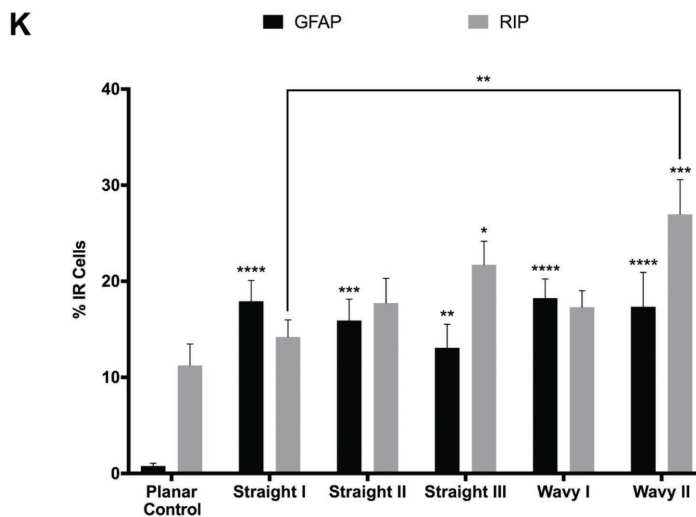 K
GFAP RIP
**
40
30
20
10
0
% IR Cells
**** *** ** * **** **** ***
Planar Control Straight I Straight II Straight III Wavy I Wavy II